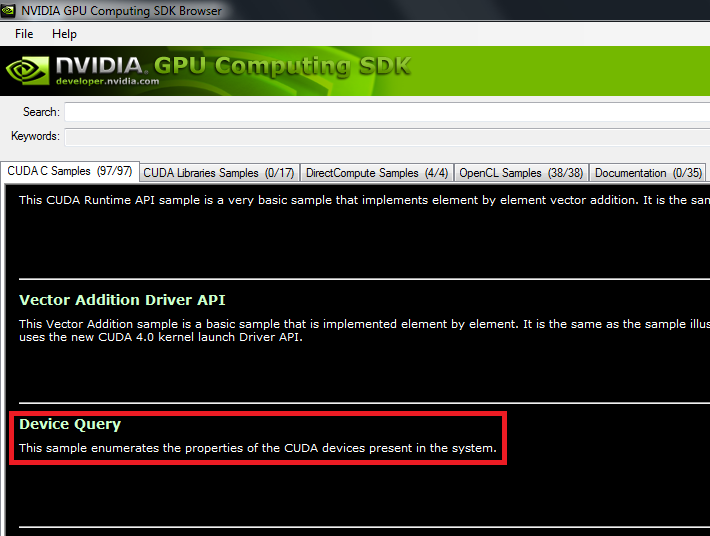 NVIDIA GPU Computing SDK Browser
File Help
NVIDIA. GPU Computing SDK
developer.nvidia.com
Search:
Keywords:
CUDA C Samples (97/97) CUDA Libraries Samples (0/17) DirectCompute Samples (4/4) OpenCL Samples (38/38) Documentation (0/35)
This CUDA Runtime API sample is a very basic sample that implements element by element vector addition. It is the
Vector Addition Driver API
This Vector Addition sample is a basic sample that is implemented element by element. It is the same as the sample
uses the new CUDA 4.0 kernel launch Driver API.
Device Query
This sample enumerates the properties of the CUDA devices present in the system.